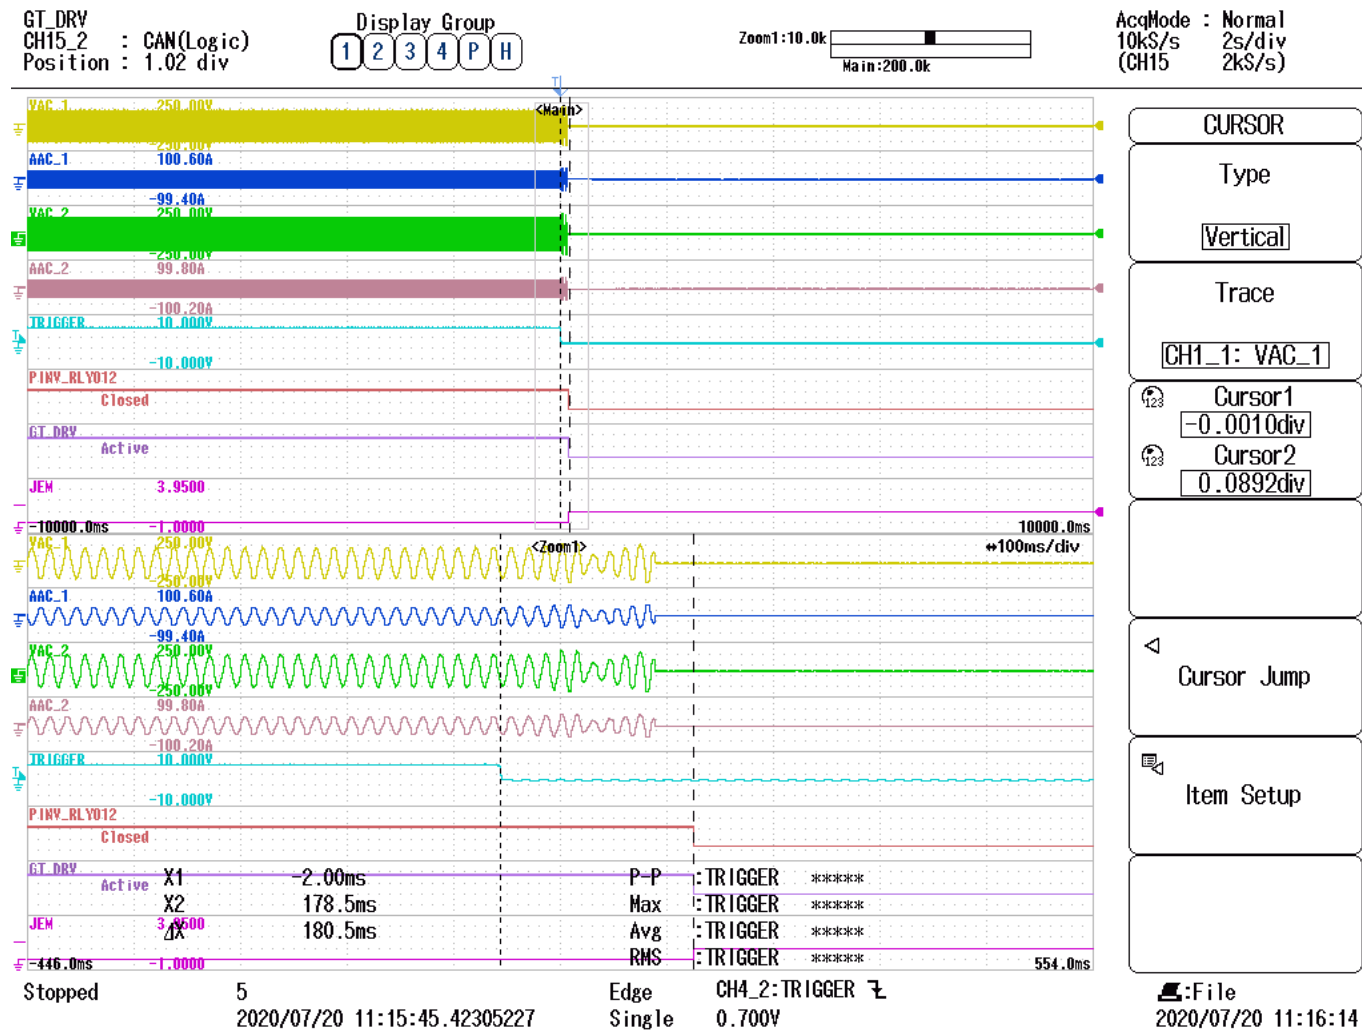 GT_DRV
CH15_2 : CAN(Logic)
Position : 1.02 div
Display Group
1 2 3 4 P H
Zoom1:10.0k
Main:200.0k
AcqMode : Normal
10kS/s 2s/div
(CH15 2kS/s)
T
<Main>
VAC_1 250.00V
-250.00V
AAC_1 100.60A
-99.40A
VAC_2 250.00V
-250.00V
AAC_2 99.80A
-100.20A
TRIGGER 10.000V
-10.000V
PINV_RLY012
Closed
GT_DRV
Active
JEM 3.9500
-10000.0ms -1.0000 10000.0ms
<Zoom1> ↔100ms/div
VAC_1 250.00V
-250.00V
AAC_1 100.60A
-99.40A
VAC_2 250.00V
-250.00V
AAC_2 99.80A
-100.20A
TRIGGER 10.000V
-10.000V
PINV_RLY012
Closed
GT_DRV
Active
X1 -2.00ms P-P :TRIGGER *****
X2 178.5ms Max :TRIGGER *****
JEM 3.9500
ΔX 180.5ms Avg :TRIGGER *****
RMS :TRIGGER *****
-446.0ms -1.0000 554.0ms
Stopped 5 Edge CH4_2:TRIGGER
2020/07/20 11:15:45.42305227 Single 0.700V
CURSOR
Type
Vertical
Trace
CH1_1: VAC_1
123
Cursor1
-0.0010div
123
Cursor2
0.0892div
Cursor Jump
Item Setup
:File
2020/07/20 11:16:14